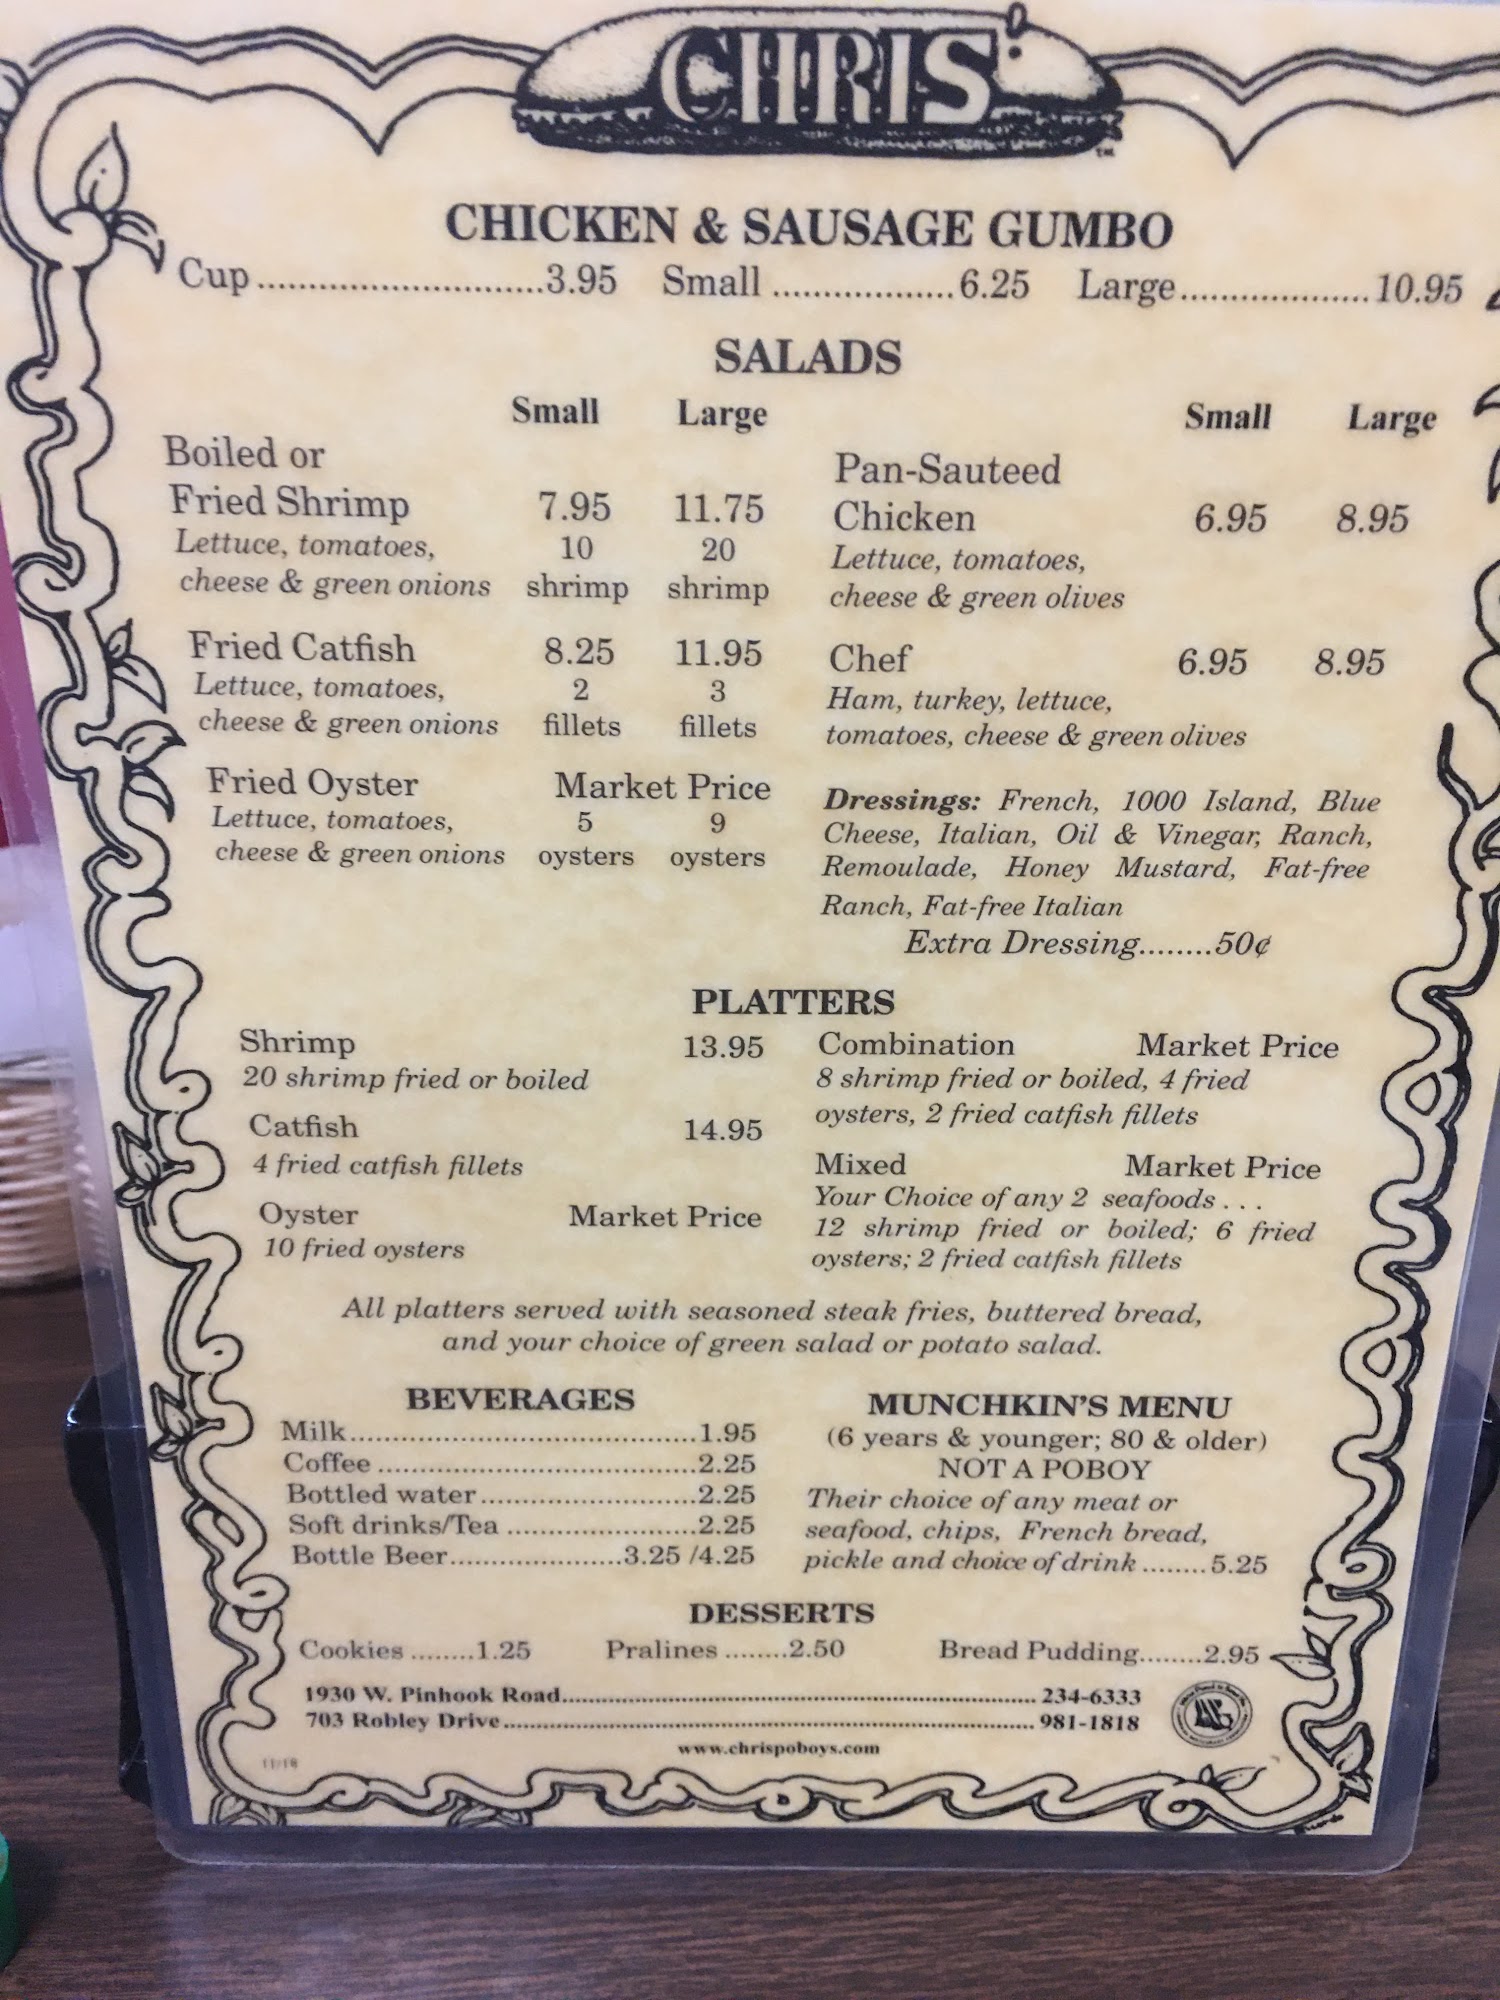 CHRIS'
™
CHICKEN & SAUSAGE GUMBO
Cup............................3.95 Small ..................6.25 Large...................10.95
SALADS
Small Large
Boiled or
Fried Shrimp 7.95 11.75
Lettuce, tomatoes, 10 20
cheese & green onions shrimp shrimp
Fried Catfish 8.25 11.95
Lettuce, tomatoes, 2 3
cheese & green onions fillets fillets
Fried Oyster Market Price
Lettuce, tomatoes, 5 9
cheese & green onions oysters oysters
Small Large
Pan-Sauteed
Chicken 6.95 8.95
Lettuce, tomatoes,
cheese & green olives
Chef 6.95 8.95
Ham, turkey, lettuce,
tomatoes, cheese & green olives
Dressings: French, 1000 Island, Blue
Cheese, Italian, Oil & Vinegar, Ranch,
Remoulade, Honey Mustard, Fat-free
Ranch, Fat-free Italian
Extra Dressing........50¢
PLATTERS
Shrimp 13.95
20 shrimp fried or boiled
Catfish 14.95
4 fried catfish fillets
Oyster Market Price
10 fried oysters
Combination Market Price
8 shrimp fried or boiled, 4 fried
oysters, 2 fried catfish fillets
Mixed Market Price
Your Choice of any 2 seafoods . . .
12 shrimp fried or boiled; 6 fried
oysters; 2 fried catfish fillets
All platters served with seasoned steak fries, buttered bread,
and your choice of green salad or potato salad.
BEVERAGES
Milk.......................................1.95
Coffee ....................................2.25
Bottled water........................2.25
Soft drinks/Tea .....................2.25
Bottle Beer...................3.25 /4.25
MUNCHKIN'S MENU
(6 years & younger; 80 & older)
NOT A POBOY
Their choice of any meat or
seafood, chips, French bread,
pickle and choice of drink ........5.25
DESSERTS
Cookies ........1.25 Pralines ........2.50 Bread Pudding........2.95
1930 W. Pinhook Road.................................................................... 234-6333
703 Robley Drive............................................................................ 981-1818
www.chrispoboys.com
11/18